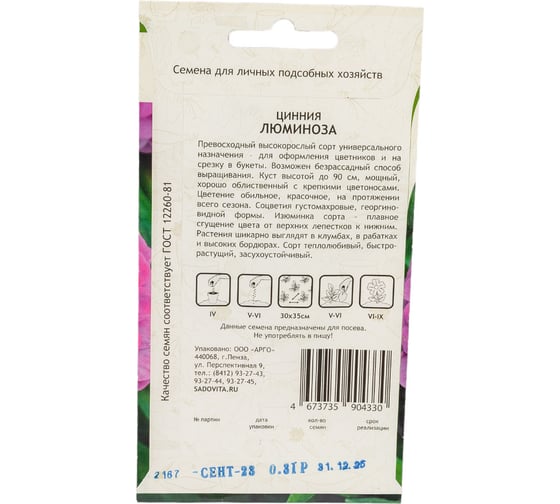 Семена для личных подсобных хозяйств
ЦИННИЯ
ЛЮМИНОЗА
Превосходный высокорослый сорт универсального
назначения - для оформления цветников и на
срезку в букеты. Возможен безрассадный способ
выращивания. Куст высотой до 90 см, мощный,
хорошо облиственный с крепкими цветоносами.
Цветение обильное, красочное, на протяжении
всего сезона. Соцветия густомахровые, георгино-
видной формы. Изюминка сорта - плавное
сгущение цвета от верхних лепестков к нижним.
Растения шикарно выглядят в клумбах, в рабатках
и высоких бордюрах. Сорт теплолюбивый, быстро-
растущий, засухоустойчивый.
Качество семян соответствует ГОСТ 12260-81
IV V-VI 30х35см V-VI VI-IX
Данные семена предназначены для посева.
Не употреблять в пищу!
Упаковано: ООО «АРГО»
440068, г.Пенза,
ул. Перспективная 9,
тел.: (8412) 93-27-43,
93-27-44, 93-27-45,
SADOVITA.RU
4 673735 904330
№ партии дата упаковки кол-во семян срок реализации
2167 -СЕНТ-23 0.3ГР 31.12.25